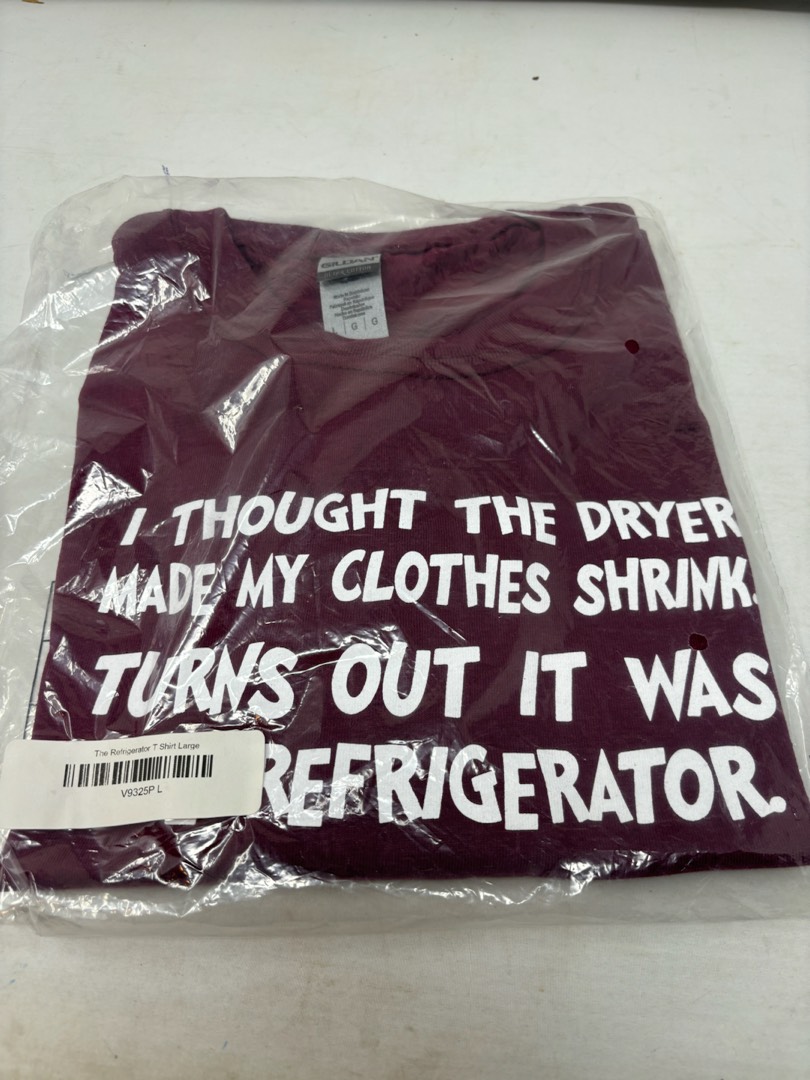 GILDAN
L G G
I THOUGHT THE DRYER
MADE MY CLOTHES SHRINK.
TURNS OUT IT WAS
REFRIGERATOR.
The Refrigerator T Shirt Large
V9325P L